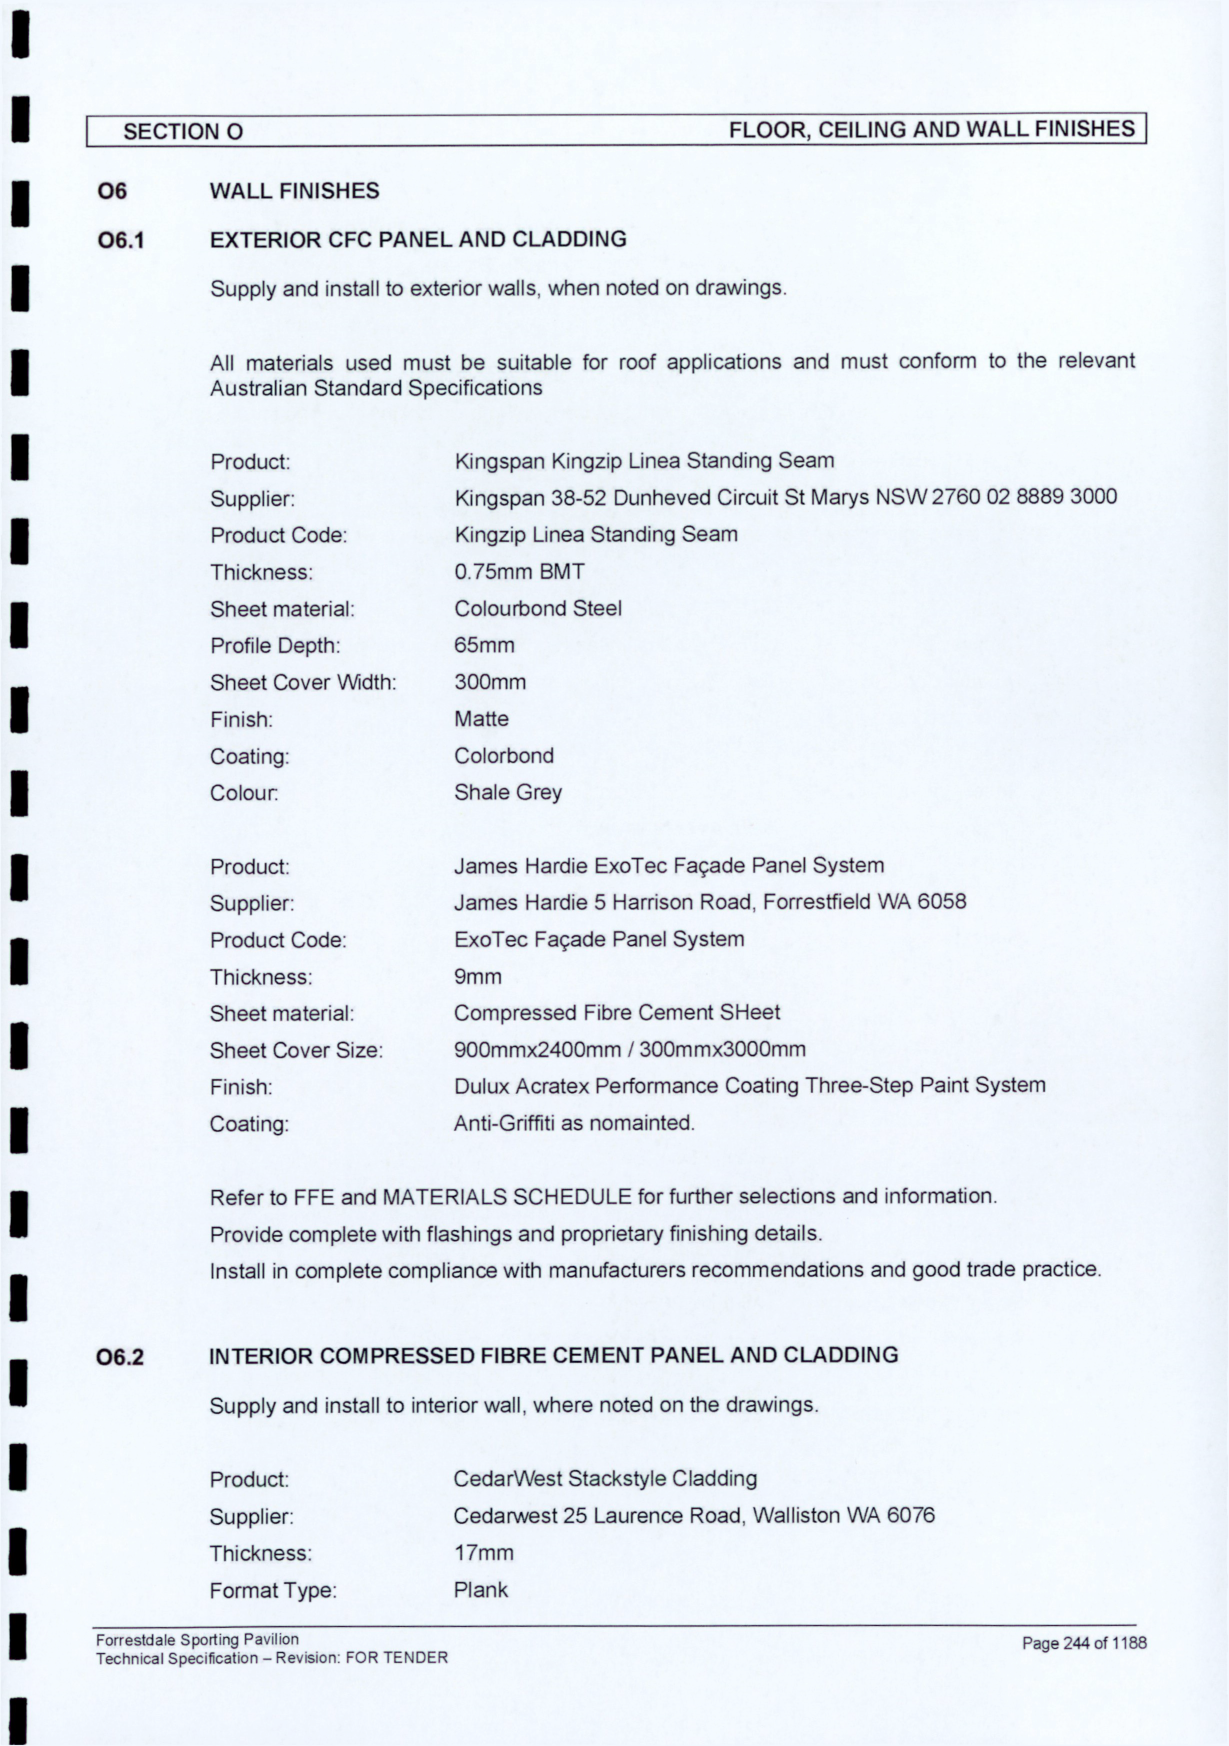 SECTION O FLOOR, CEILING AND WALL FINISHES
O6 WALL FINISHES
O6.1 EXTERIOR CFC PANEL AND CLADDING
Supply and install to exterior walls, when noted on drawings.
All materials used must be suitable for roof applications and must conform to the relevant
Australian Standard Specifications
Product: Kingspan Kingzip Linea Standing Seam
Supplier: Kingspan 38-52 Dunheved Circuit St Marys NSW 2760 02 8889 3000
Product Code: Kingzip Linea Standing Seam
Thickness: 0.75mm BMT
Sheet material: Colourbond Steel
Profile Depth: 65mm
Sheet Cover Width: 300mm
Finish: Matte
Coating: Colorbond
Colour: Shale Grey
Product: James Hardie ExoTec Façade Panel System
Supplier: James Hardie 5 Harrison Road, Forrestfield WA 6058
Product Code: ExoTec Façade Panel System
Thickness: 9mm
Sheet material: Compressed Fibre Cement SHeet
Sheet Cover Size: 900mmx2400mm / 300mmx3000mm
Finish: Dulux Acratex Performance Coating Three-Step Paint System
Coating: Anti-Griffiti as nomainted.
Refer to FFE and MATERIALS SCHEDULE for further selections and information.
Provide complete with flashings and proprietary finishing details.
Install in complete compliance with manufacturers recommendations and good trade practice.
O6.2 INTERIOR COMPRESSED FIBRE CEMENT PANEL AND CLADDING
Supply and install to interior wall, where noted on the drawings.
Product: CedarWest Stackstyle Cladding
Supplier: Cedarwest 25 Laurence Road, Walliston WA 6076
Thickness: 17mm
Format Type: Plank
Forrestdale Sporting Pavilion Page 244 of 1188
Technical Specification – Revision: FOR TENDER